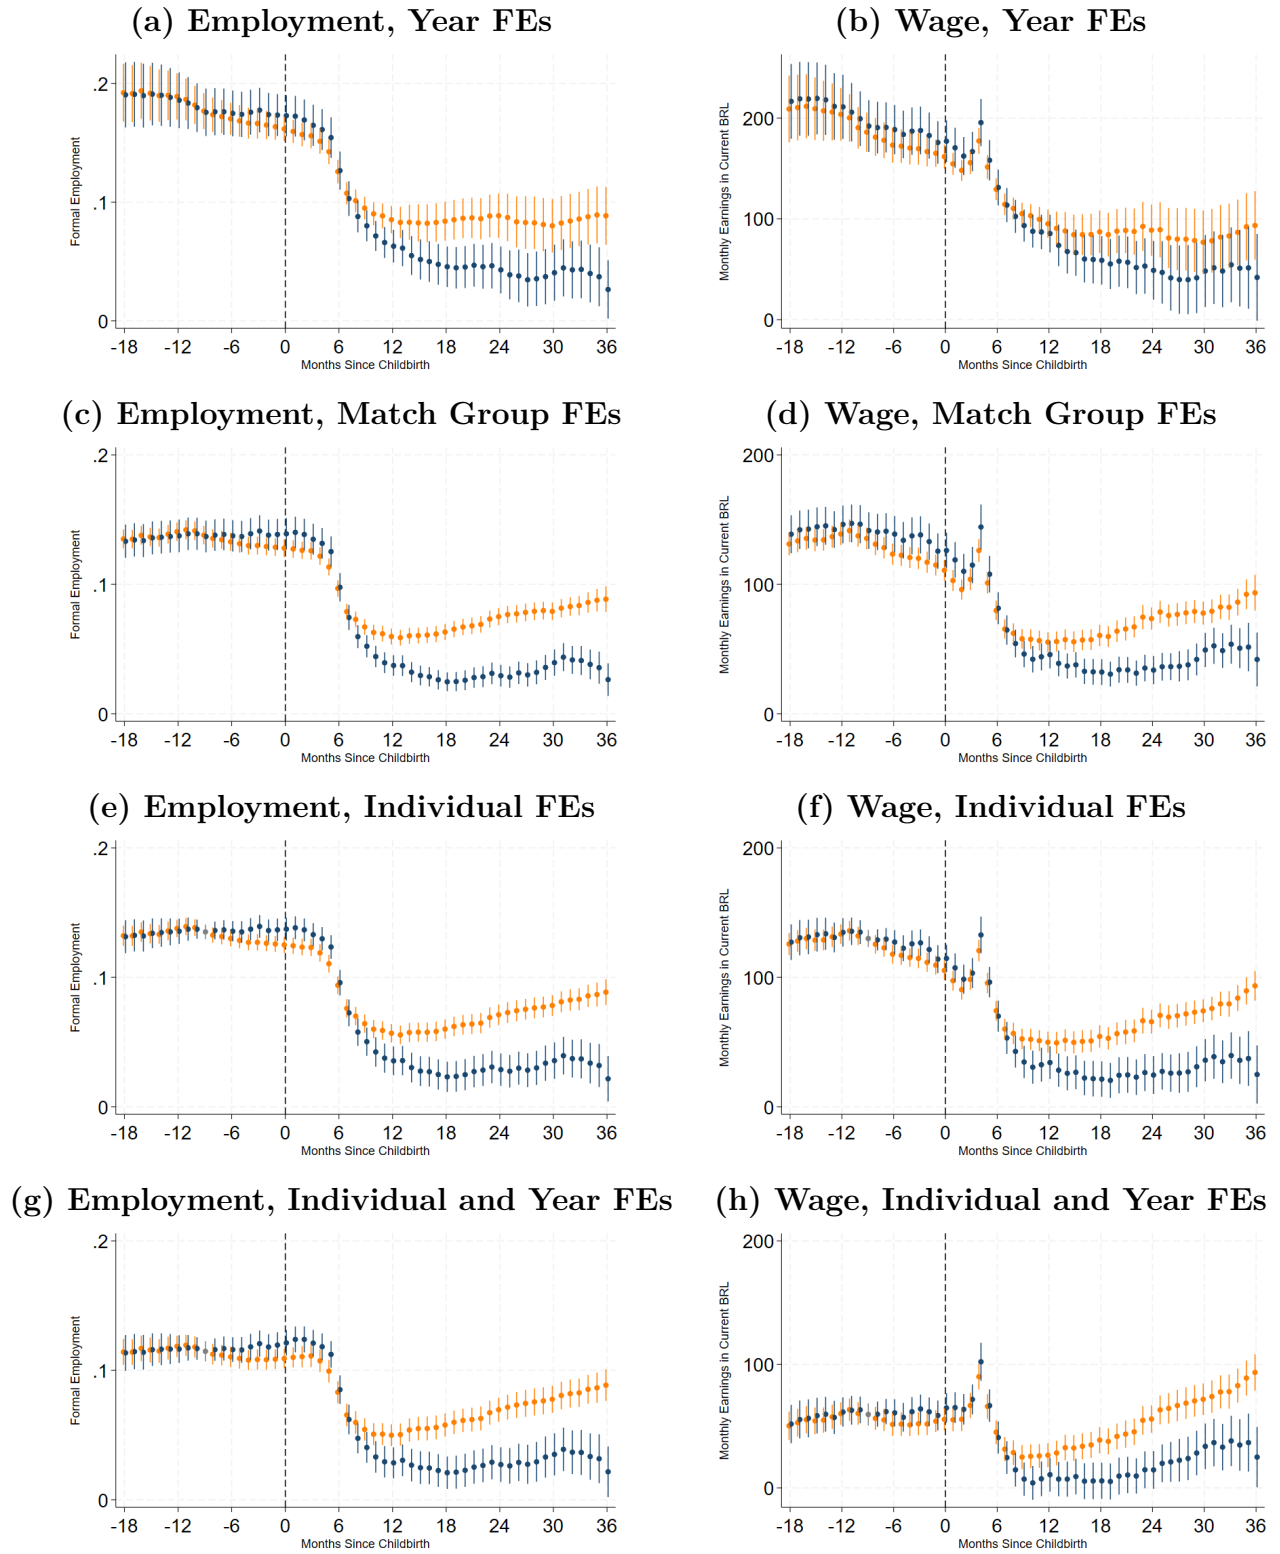 (a) Employment, Year FEs
(b) Wage, Year FEs
Formal Employment
.2
.1
0
-18 -12 -6 0 6 12 18 24 30 36
Months Since Childbirth
Monthly Earnings in Current BRL
200
100
0
-18 -12 -6 0 6 12 18 24 30 36
Months Since Childbirth
(c) Employment, Match Group FEs
(d) Wage, Match Group FEs
Formal Employment
.2
.1
0
-18 -12 -6 0 6 12 18 24 30 36
Months Since Childbirth
Monthly Earnings in Current BRL
200
100
0
-18 -12 -6 0 6 12 18 24 30 36
Months Since Childbirth
(e) Employment, Individual FEs
(f) Wage, Individual FEs
Formal Employment
.2
.1
0
-18 -12 -6 0 6 12 18 24 30 36
Months Since Childbirth
Monthly Earnings in Current BRL
200
100
0
-18 -12 -6 0 6 12 18 24 30 36
Months Since Childbirth
(g) Employment, Individual and Year FEs
(h) Wage, Individual and Year FEs
Formal Employment
.2
.1
0
-18 -12 -6 0 6 12 18 24 30 36
Months Since Childbirth
Monthly Earnings in Current BRL
200
100
0
-18 -12 -6 0 6 12 18 24 30 36
Months Since Childbirth